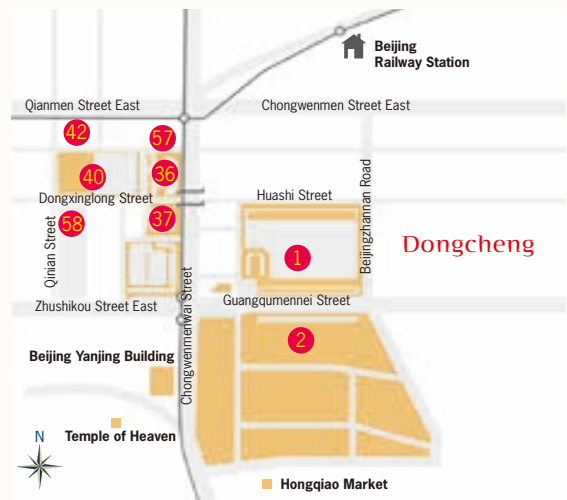 Beijing
Railway Station
Qianmen Street East
Chongwenmen Street East
42
57
40
36
Dongxinglong Street
Huashi Street
Beijingzhannan Road
58
37
Qinian Street
Dongcheng
1
Zhushikou Street East
Guangqumennei Street
Chongwenmenwai Street
2
Beijing Yanjing Building
Temple of Heaven
N
Hongqiao Market